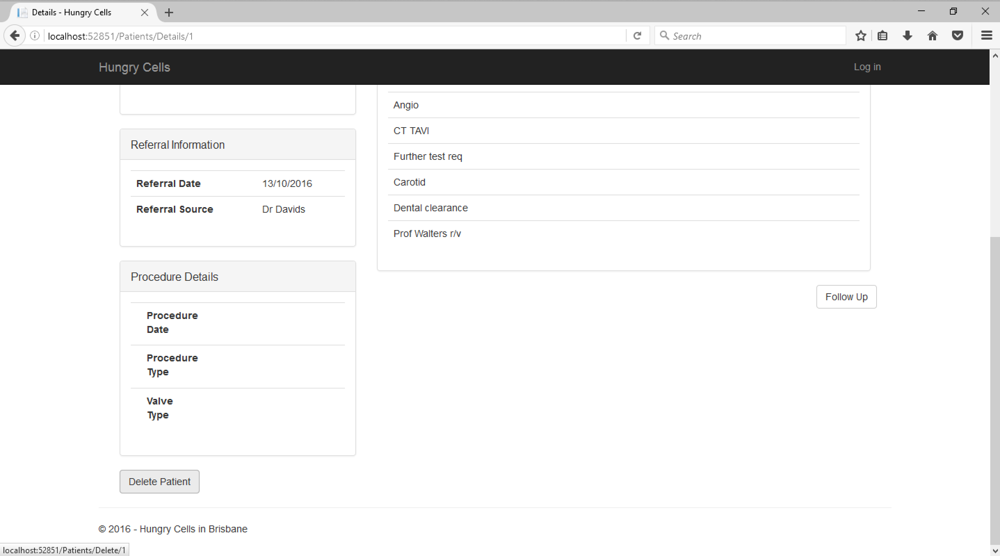 Details - Hungry Cells
localhost:52851/Patients/Details/1
Search
Hungry Cells
Log in
Referral Information
Referral Date 13/10/2016
Referral Source Dr Davids
Procedure Details
Procedure
Date
Procedure
Type
Valve
Type
Delete Patient
Angio
CT TAVI
Further test req
Carotid
Dental clearance
Prof Walters r/v
Follow Up
© 2016 - Hungry Cells in Brisbane
localhost:52851/Patients/Delete/1